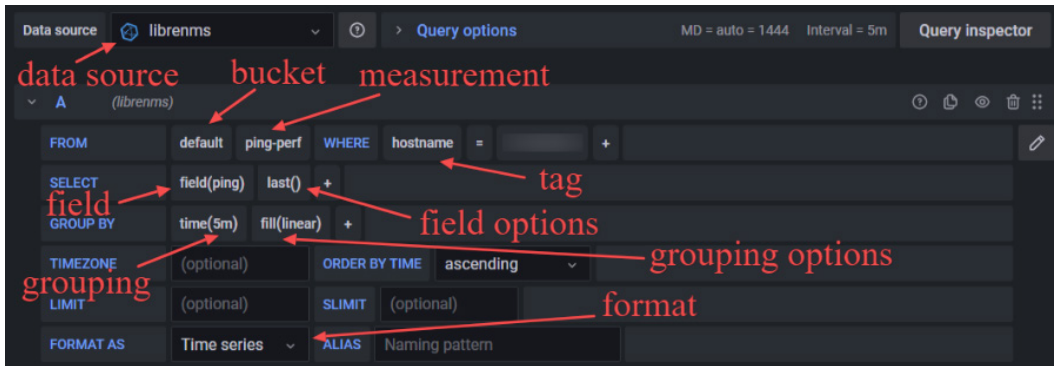 Data source librenms Query options MD = auto = 1444 Interval = 5m Query inspector
data source bucket measurement
A (librenms)
FROM default ping-perf WHERE hostname = +
tag
SELECT field(ping) last() +
field field options
GROUP BY time(5m) fill(linear) +
TIMEZONE (optional) ORDER BY TIME ascending
grouping grouping options
LIMIT (optional) SLIMIT (optional)
format
FORMAT AS Time series ALIAS Naming pattern